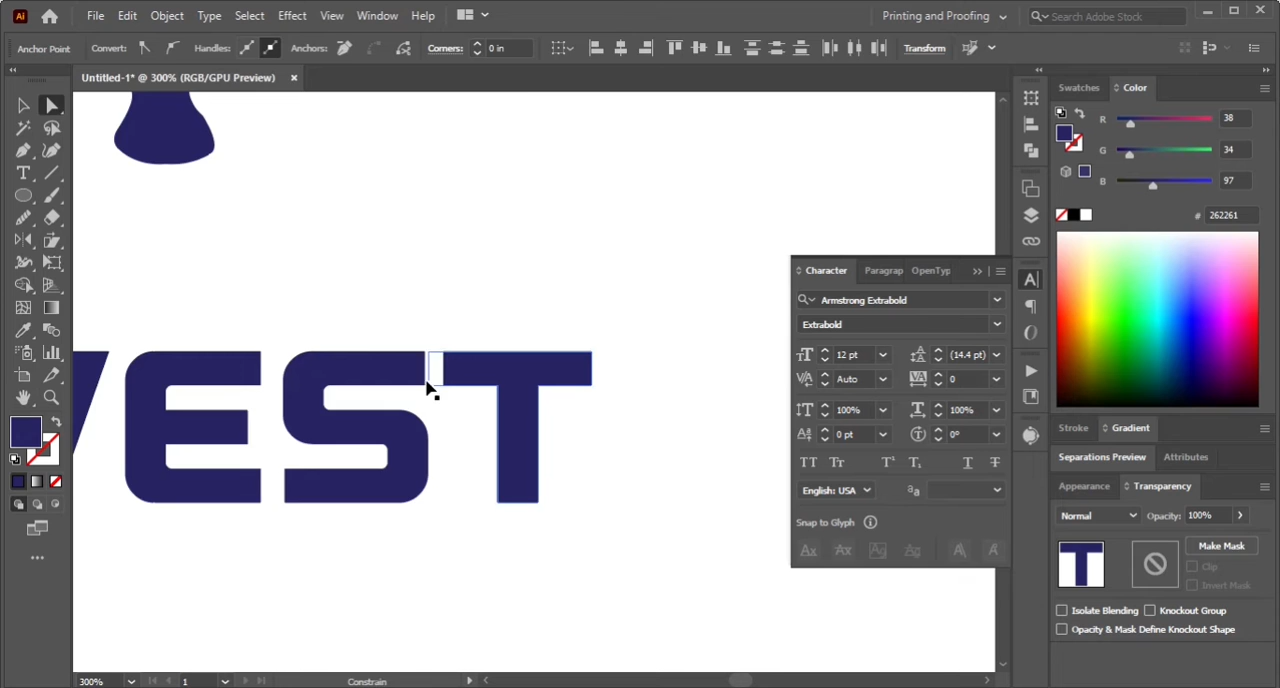 Ai File Edit Object Type Select Effect View Window Help Printing and Proofing Search Adobe Stock
Anchor Point Convert: Handles: Anchors: Corners: 0 in Transform
Untitled-1* @ 300% (RGB/GPU Preview) ×
Swatches Color
R 38
G 34
B 97
# 262261
Character Paragrap OpenTyp
Armstrong Extrabold
Extrabold
12 pt (14.4 pt)
Auto 0
100% 100%
0 pt 0°
TT Tr T¹ T₁ T T
English: USA aa
Snap to Glyph
EST
T
Stroke Gradient
Separations Preview Attributes
Appearance Transparency
Normal Opacity: 100%
Make Mask
Clip
Invert Mask
Isolate Blending Knockout Group
Opacity & Mask Define Knockout Shape
300% 1 Constrain